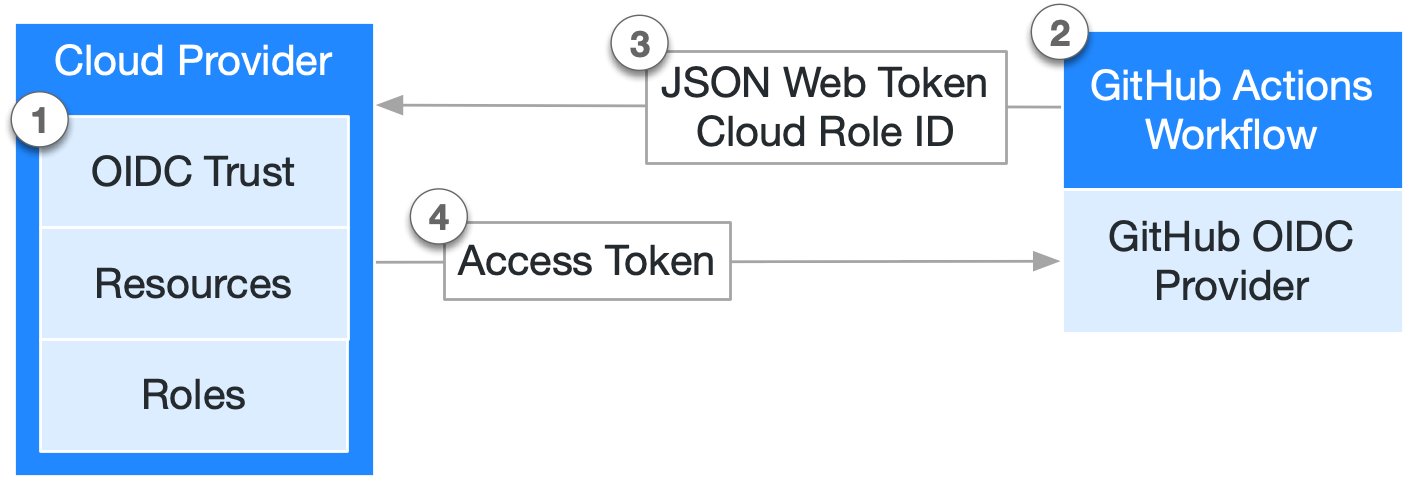 Cloud Provider
1
OIDC Trust
Resources
Roles
3
JSON Web Token
Cloud Role ID
4
Access Token
2
GitHub Actions
Workflow
GitHub OIDC
Provider